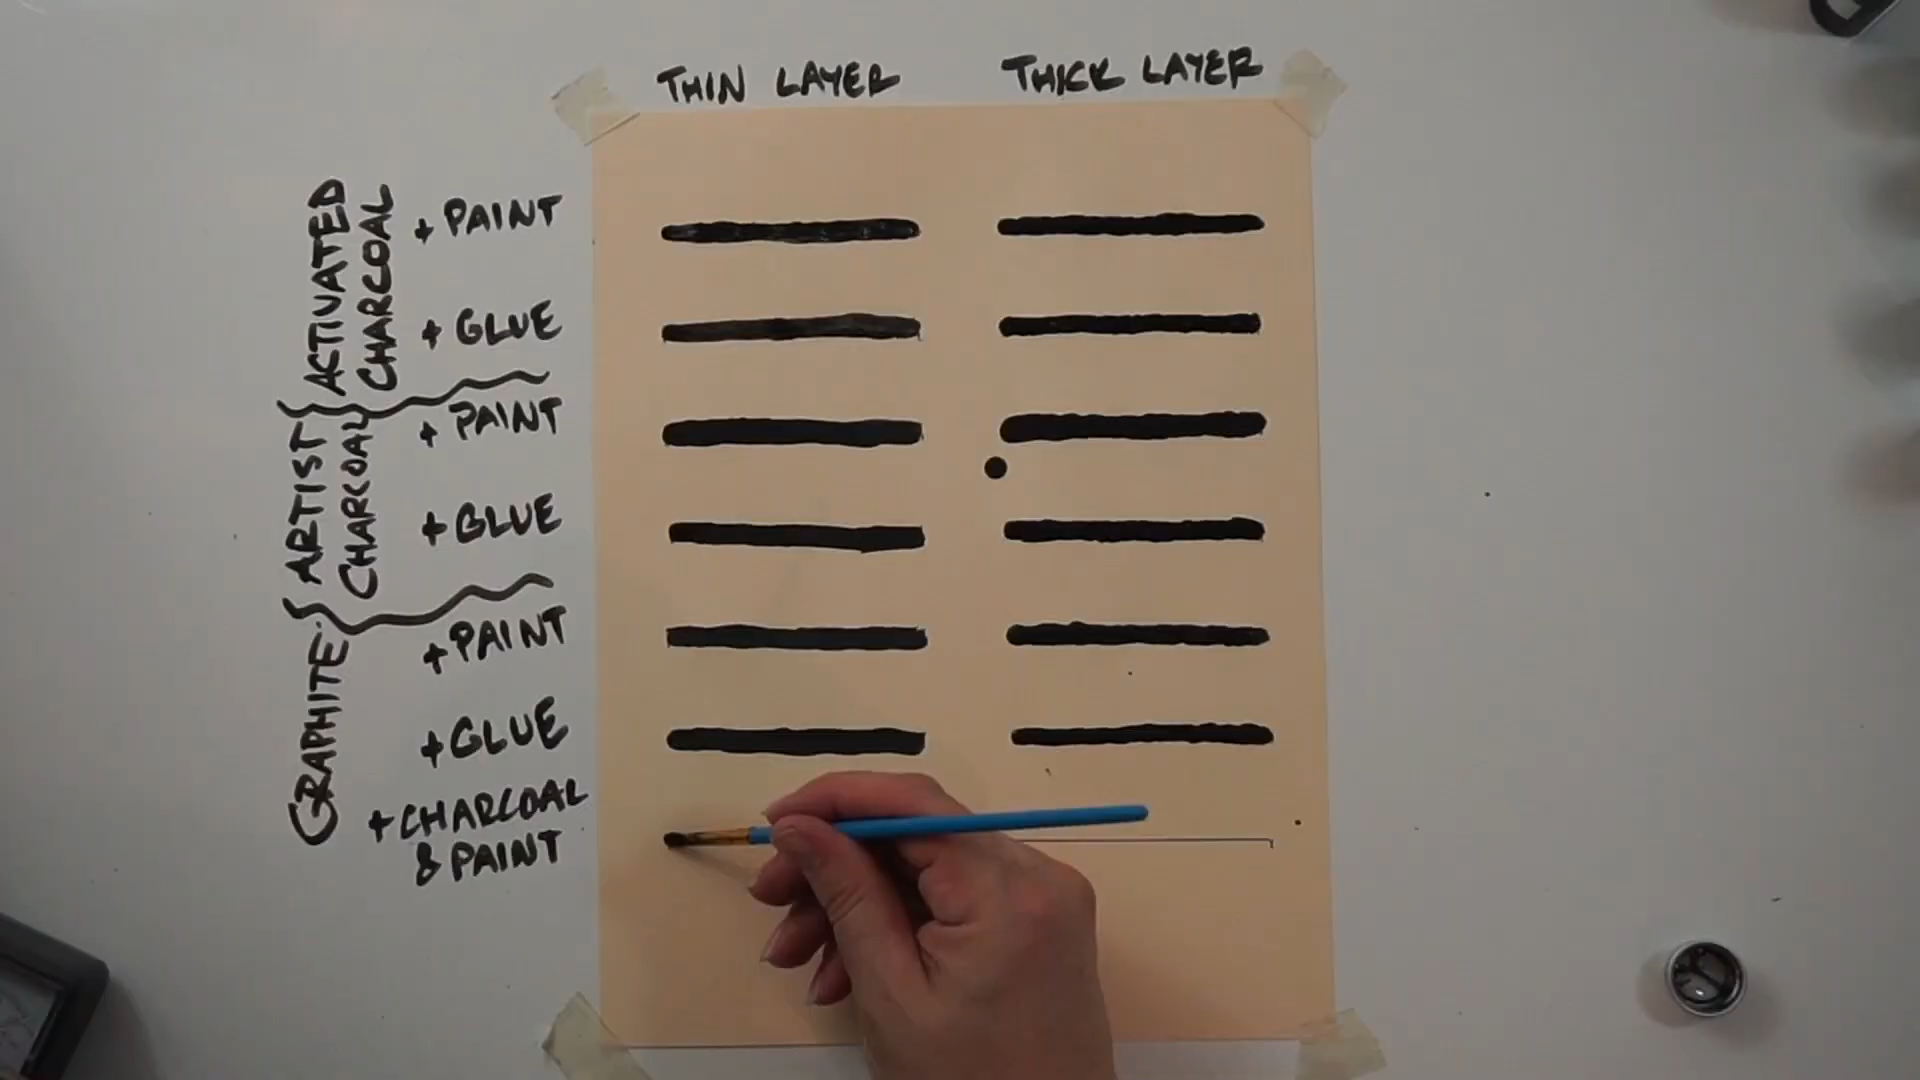 THIN LAYER
THICK LAYER
ACTIVATED
CHARCOAL
+ PAINT
+ GLUE
ARTIST
CHARCOAL
+ PAINT
+ GLUE
GRAPHITE
+ PAINT
+ GLUE
+ CHARCOAL
& PAINT